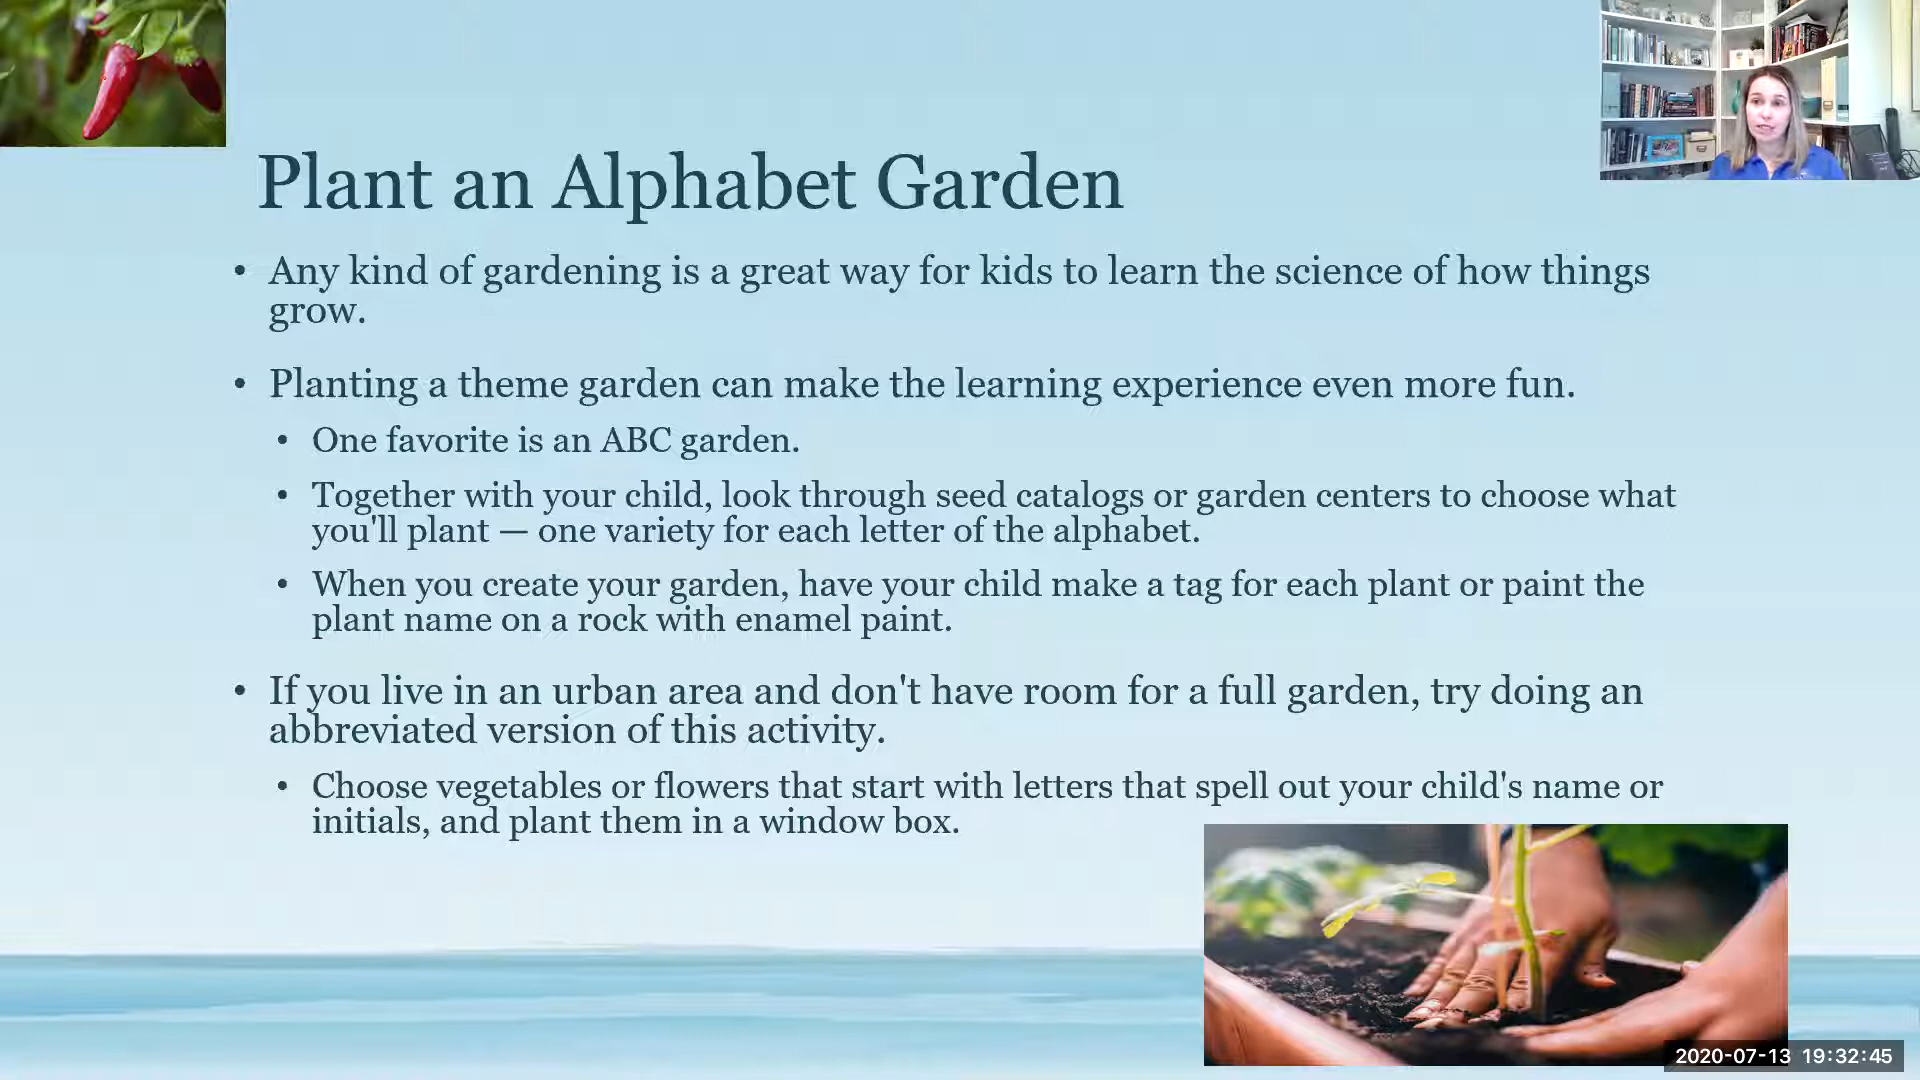 Plant an Alphabet Garden
• Any kind of gardening is a great way for kids to learn the science of how things
grow.
• Planting a theme garden can make the learning experience even more fun.
• One favorite is an ABC garden.
• Together with your child, look through seed catalogs or garden centers to choose what
you'll plant — one variety for each letter of the alphabet.
• When you create your garden, have your child make a tag for each plant or paint the
plant name on a rock with enamel paint.
• If you live in an urban area and don't have room for a full garden, try doing an
abbreviated version of this activity.
• Choose vegetables or flowers that start with letters that spell out your child's name or
initials, and plant them in a window box.
2020-07-13 19:32:45